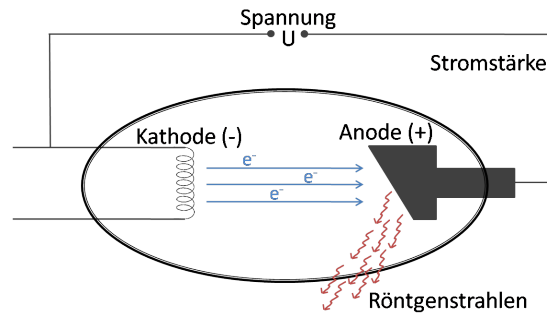 Spannung
U
Stromstärke
Kathode (-)
Anode (+)
e⁻
e⁻
e⁻
Röntgenstrahlen